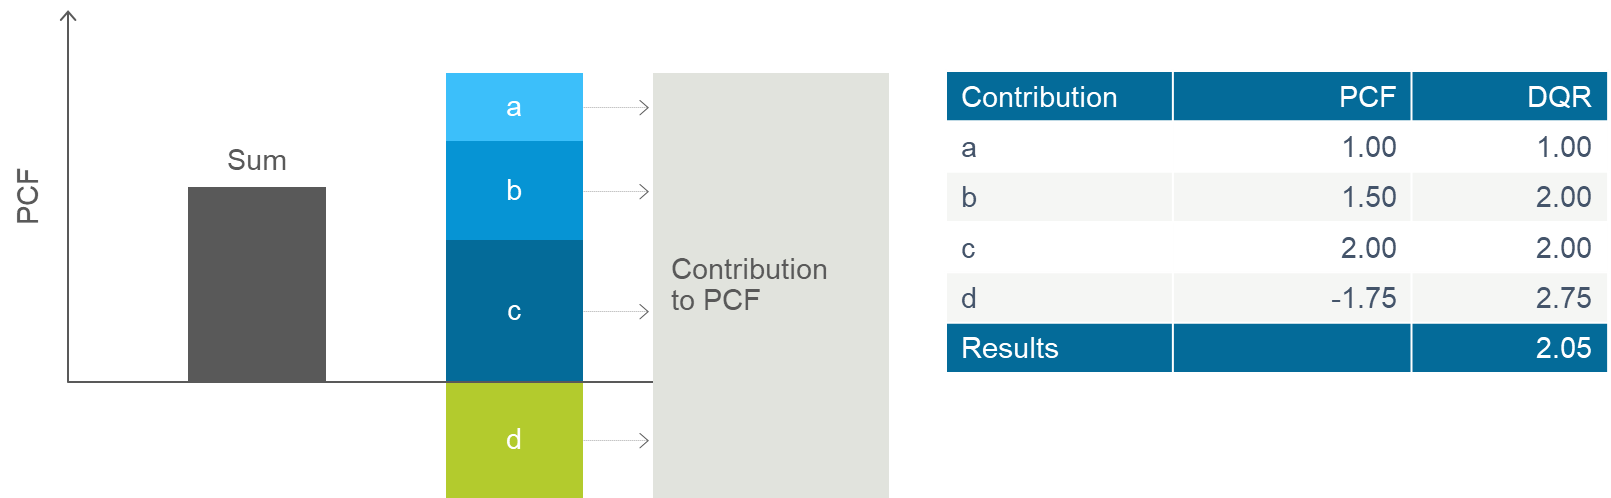 PCF
Sum
a
b
c
d
Contribution
to PCF
Contribution PCF DQR
a 1.00 1.00
b 1.50 2.00
c 2.00 2.00
d -1.75 2.75
Results 2.05